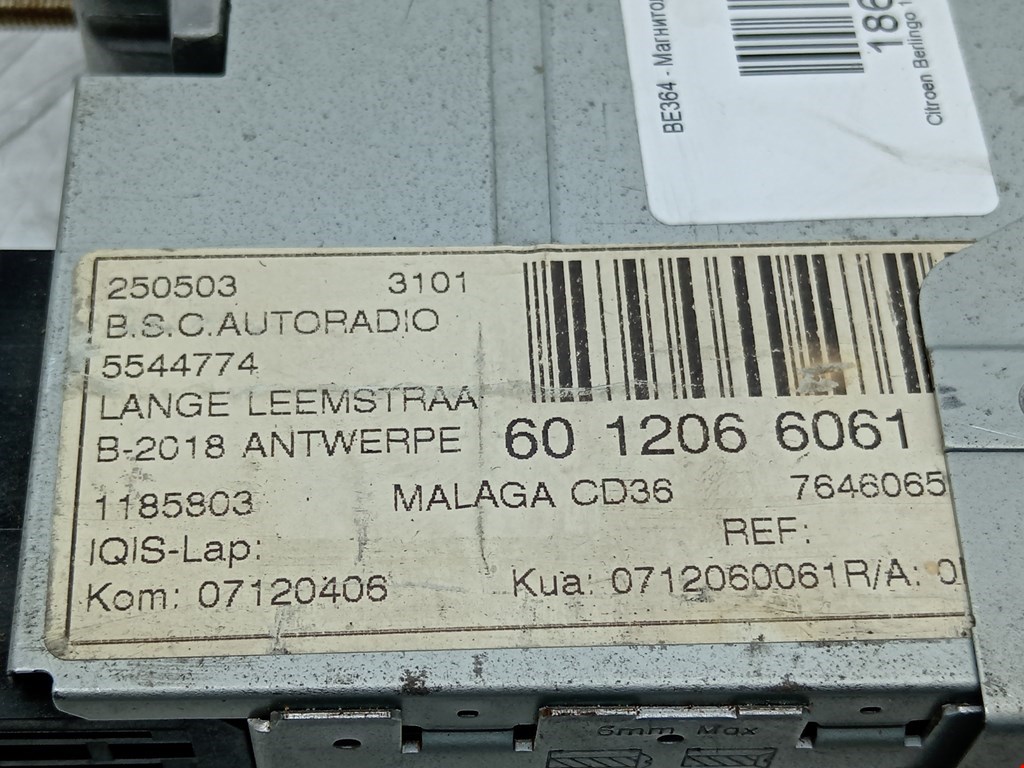 BE364 - Магнитол
186
Citroen Berlingo 1
250503 3101
B.S.C.AUTORADIO
5544774
LANGE LEEMSTRAA
B-2018 ANTWERPE
60 1206 6061
1185803 MALAGA CD36 7646065
REF:
IQIS-Lap:
Kom: 07120406 Kua: 0712060061R/A: 0
6mm Max